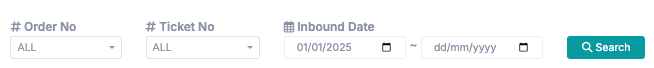 # Order No
# Ticket No
Inbound Date
ALL
ALL
01/01/2025 ~ dd/mm/yyyy
Search